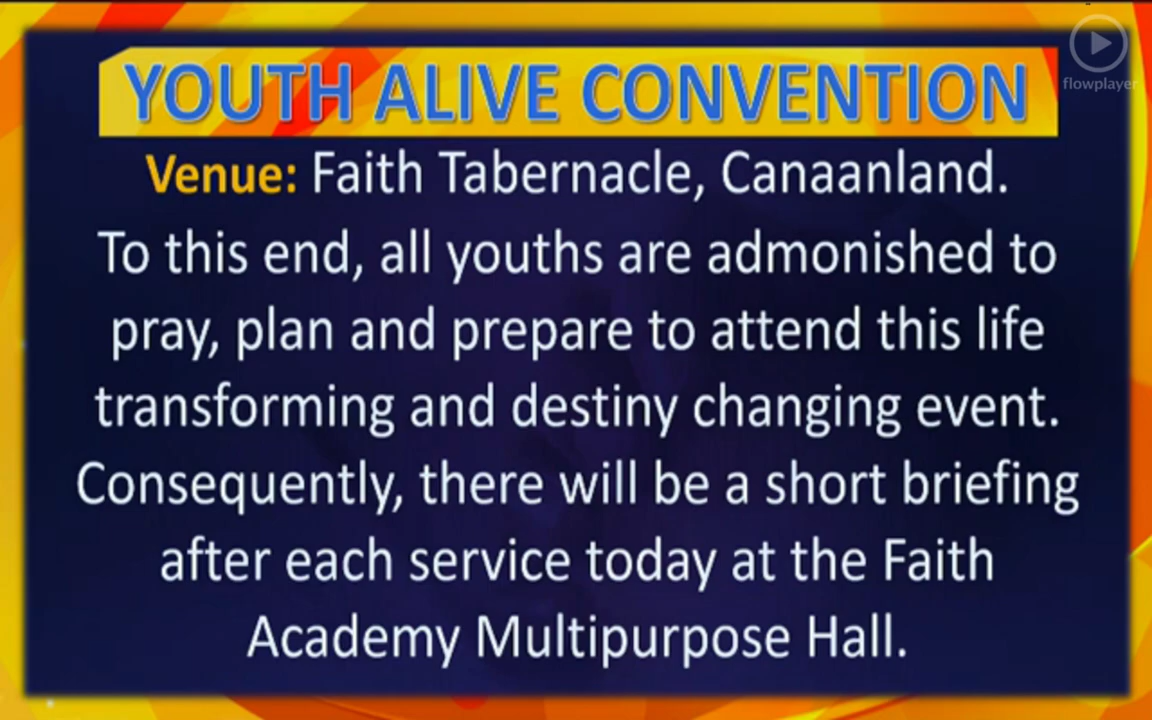 flowplayer
YOUTH ALIVE CONVENTION
Venue: Faith Tabernacle, Canaanland.
To this end, all youths are admonished to
pray, plan and prepare to attend this life
transforming and destiny changing event.
Consequently, there will be a short briefing
after each service today at the Faith
Academy Multipurpose Hall.